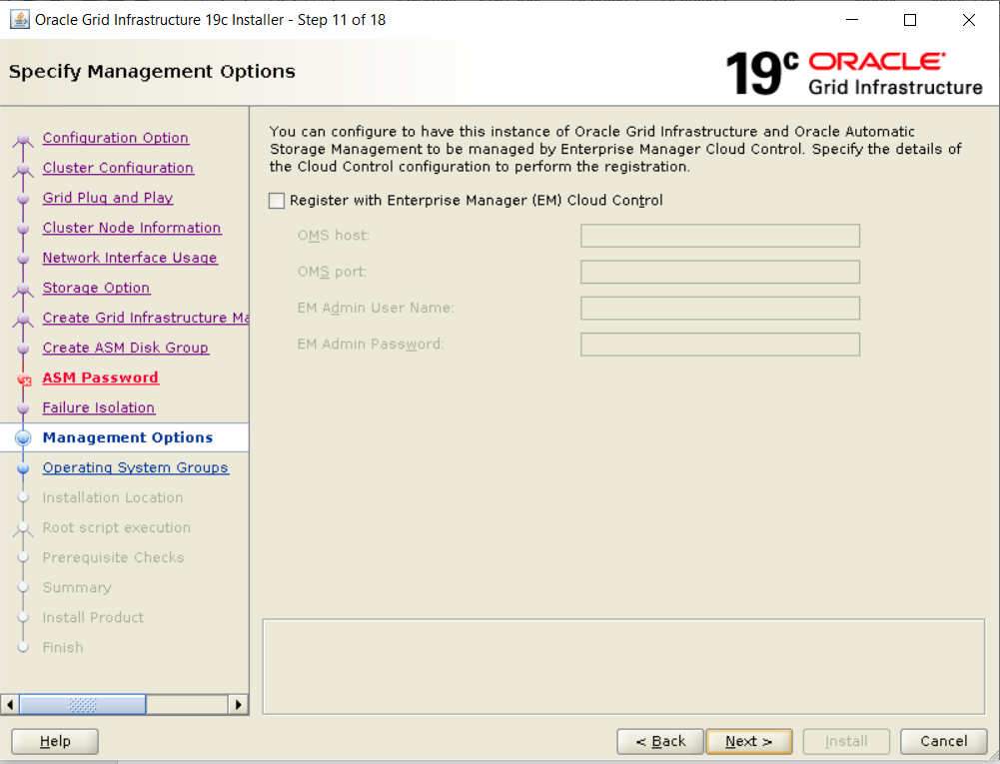 Oracle Grid Infrastructure 19c Installer - Step 11 of 18
Specify Management Options
19c ORACLE
Grid Infrastructure
Configuration Option
Cluster Configuration
Grid Plug and Play
Cluster Node Information
Network Interface Usage
Storage Option
Create Grid Infrastructure Ma
Create ASM Disk Group
ASM Password
Failure Isolation
Management Options
Operating System Groups
Installation Location
Root script execution
Prerequisite Checks
Summary
Install Product
Finish
You can configure to have this instance of Oracle Grid Infrastructure and Oracle Automatic
Storage Management to be managed by Enterprise Manager Cloud Control. Specify the details of
the Cloud Control configuration to perform the registration.
Register with Enterprise Manager (EM) Cloud Control
OMS host:
OMS port:
EM Admin User Name:
EM Admin Password:
Help
< Back
Next >
Install
Cancel